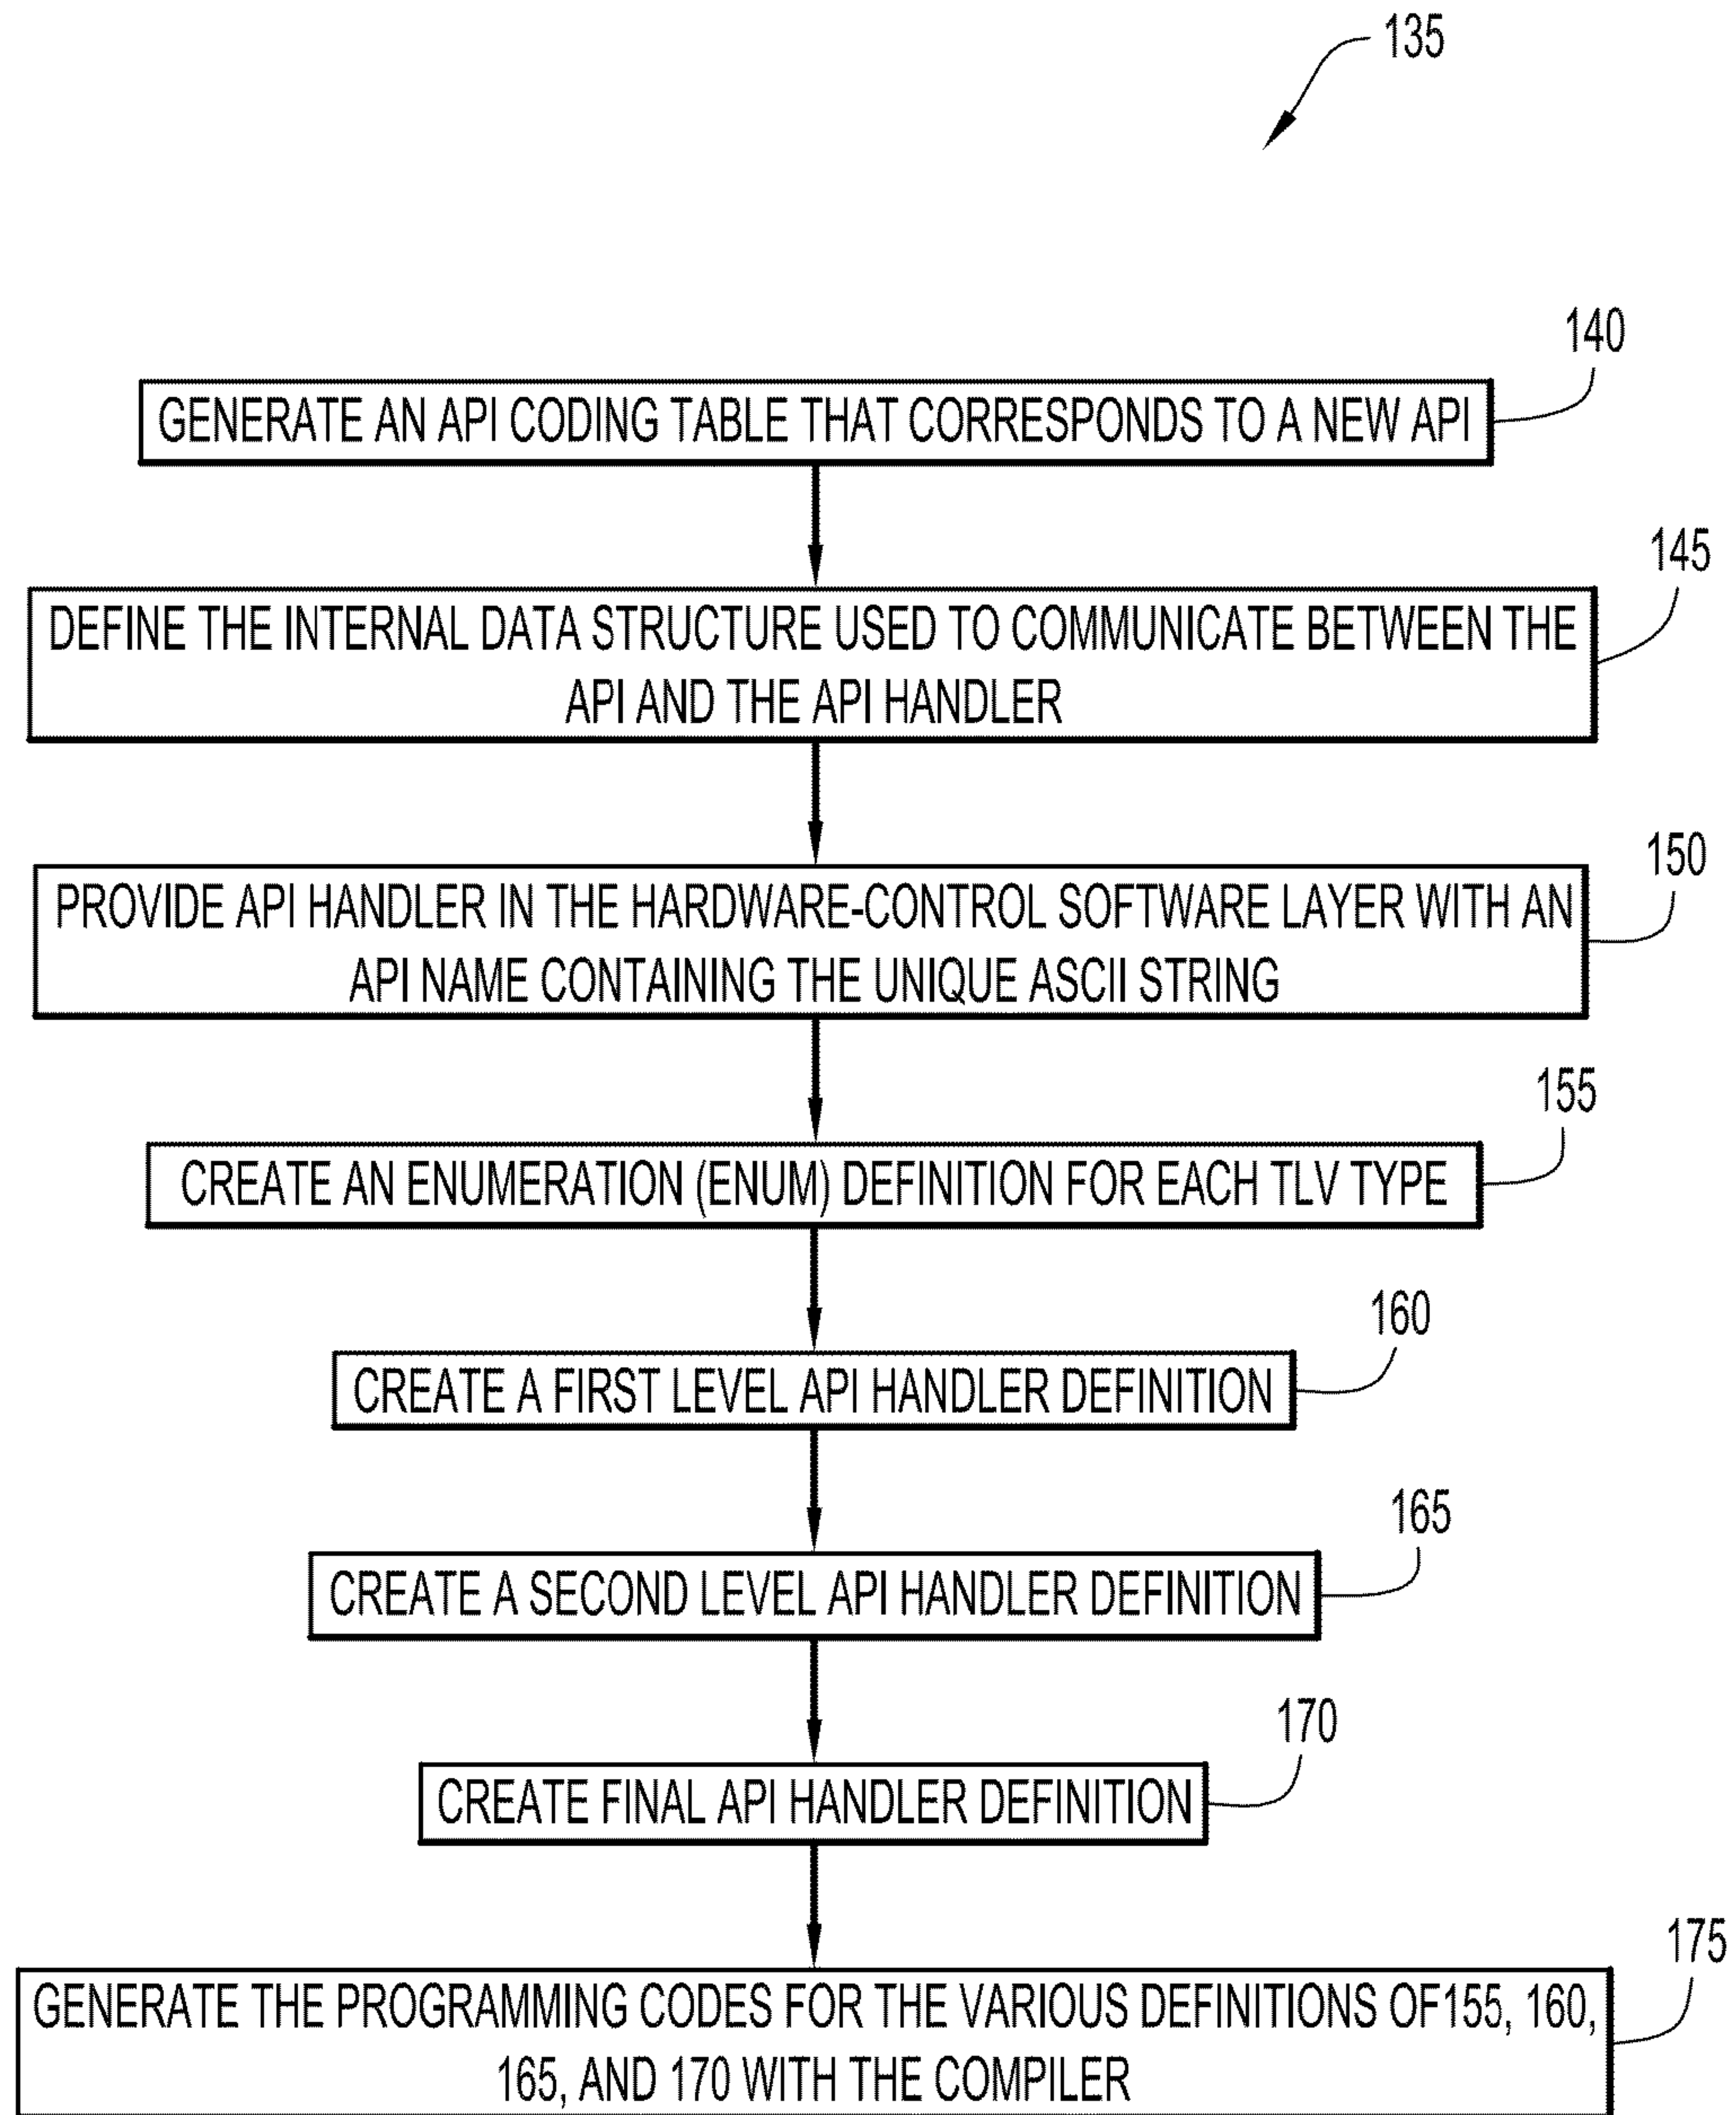 135
140
GENERATE AN API CODING TABLE THAT CORRESPONDS TO A NEW API
145
DEFINE THE INTERNAL DATA STRUCTURE USED TO COMMUNICATE BETWEEN THE
API AND THE API HANDLER
150
PROVIDE API HANDLER IN THE HARDWARE-CONTROL SOFTWARE LAYER WITH AN
API NAME CONTAINING THE UNIQUE ASCII STRING
155
CREATE AN ENUMERATION (ENUM) DEFINITION FOR EACH TLV TYPE
160
CREATE A FIRST LEVEL API HANDLER DEFINITION
165
CREATE A SECOND LEVEL API HANDLER DEFINITION
170
CREATE FINAL API HANDLER DEFINITION
175
GENERATE THE PROGRAMMING CODES FOR THE VARIOUS DEFINITIONS OF155, 160,
165, AND 170 WITH THE COMPILER